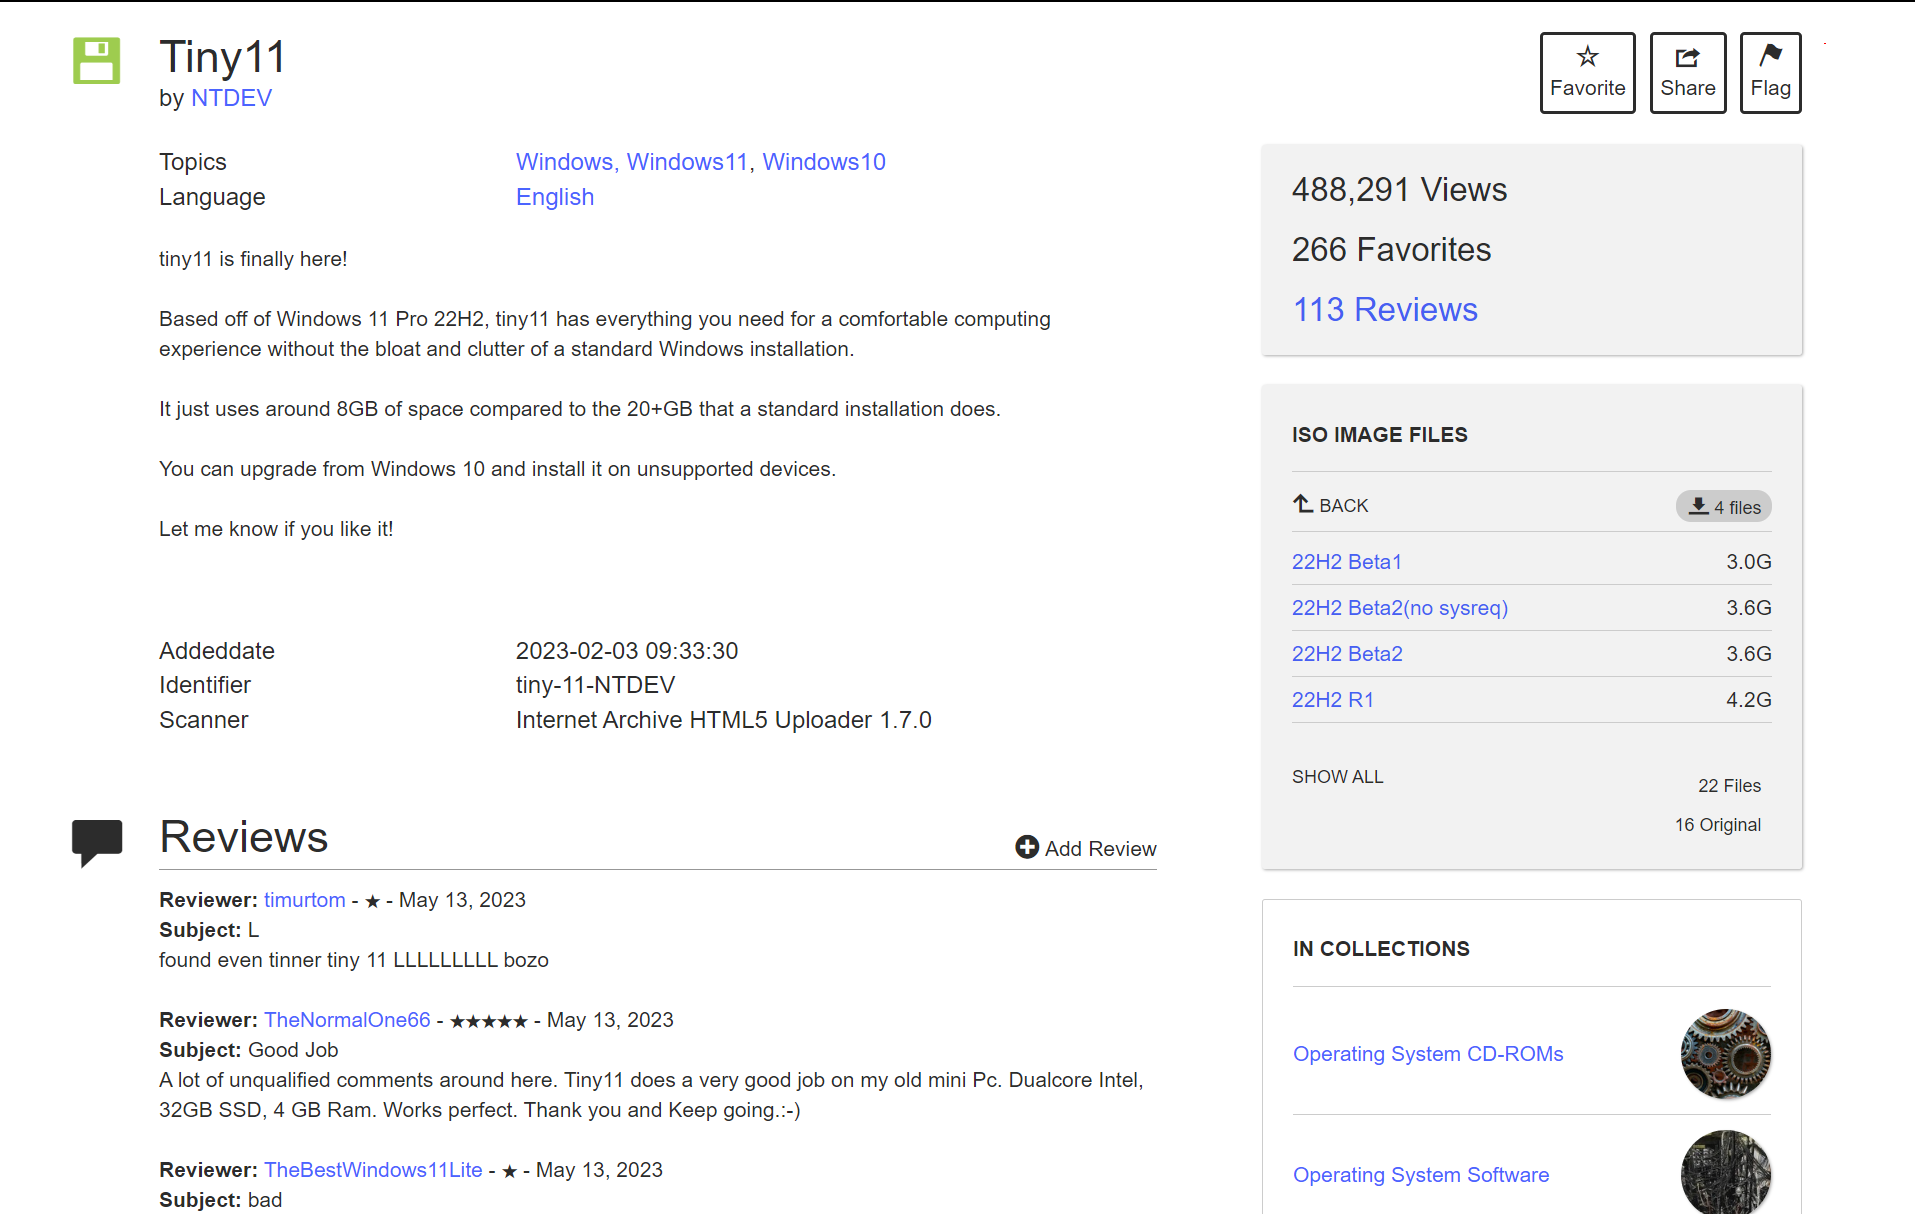 Tiny11
by NTDEV
Favorite
Share
Flag
Topics Windows, Windows11, Windows10
Language English
tiny11 is finally here!
Based off of Windows 11 Pro 22H2, tiny11 has everything you need for a comfortable computing
experience without the bloat and clutter of a standard Windows installation.
It just uses around 8GB of space compared to the 20+GB that a standard installation does.
You can upgrade from Windows 10 and install it on unsupported devices.
Let me know if you like it!
Addeddate 2023-02-03 09:33:30
Identifier tiny-11-NTDEV
Scanner Internet Archive HTML5 Uploader 1.7.0
Reviews
Add Review
Reviewer: timurtom - ★ - May 13, 2023
Subject: L
found even tinner tiny 11 LLLLLLLLL bozo
Reviewer: TheNormalOne66 - ★★★★★ - May 13, 2023
Subject: Good Job
A lot of unqualified comments around here. Tiny11 does a very good job on my old mini Pc. Dualcore Intel,
32GB SSD, 4 GB Ram. Works perfect. Thank you and Keep going.:-)
Reviewer: TheBestWindows11Lite - ★ - May 13, 2023
Subject: bad
488,291 Views
266 Favorites
113 Reviews
ISO IMAGE FILES
BACK 4 files
22H2 Beta1 3.0G
22H2 Beta2(no sysreq) 3.6G
22H2 Beta2 3.6G
22H2 R1 4.2G
SHOW ALL 22 Files
16 Original
IN COLLECTIONS
Operating System CD-ROMs
Operating System Software